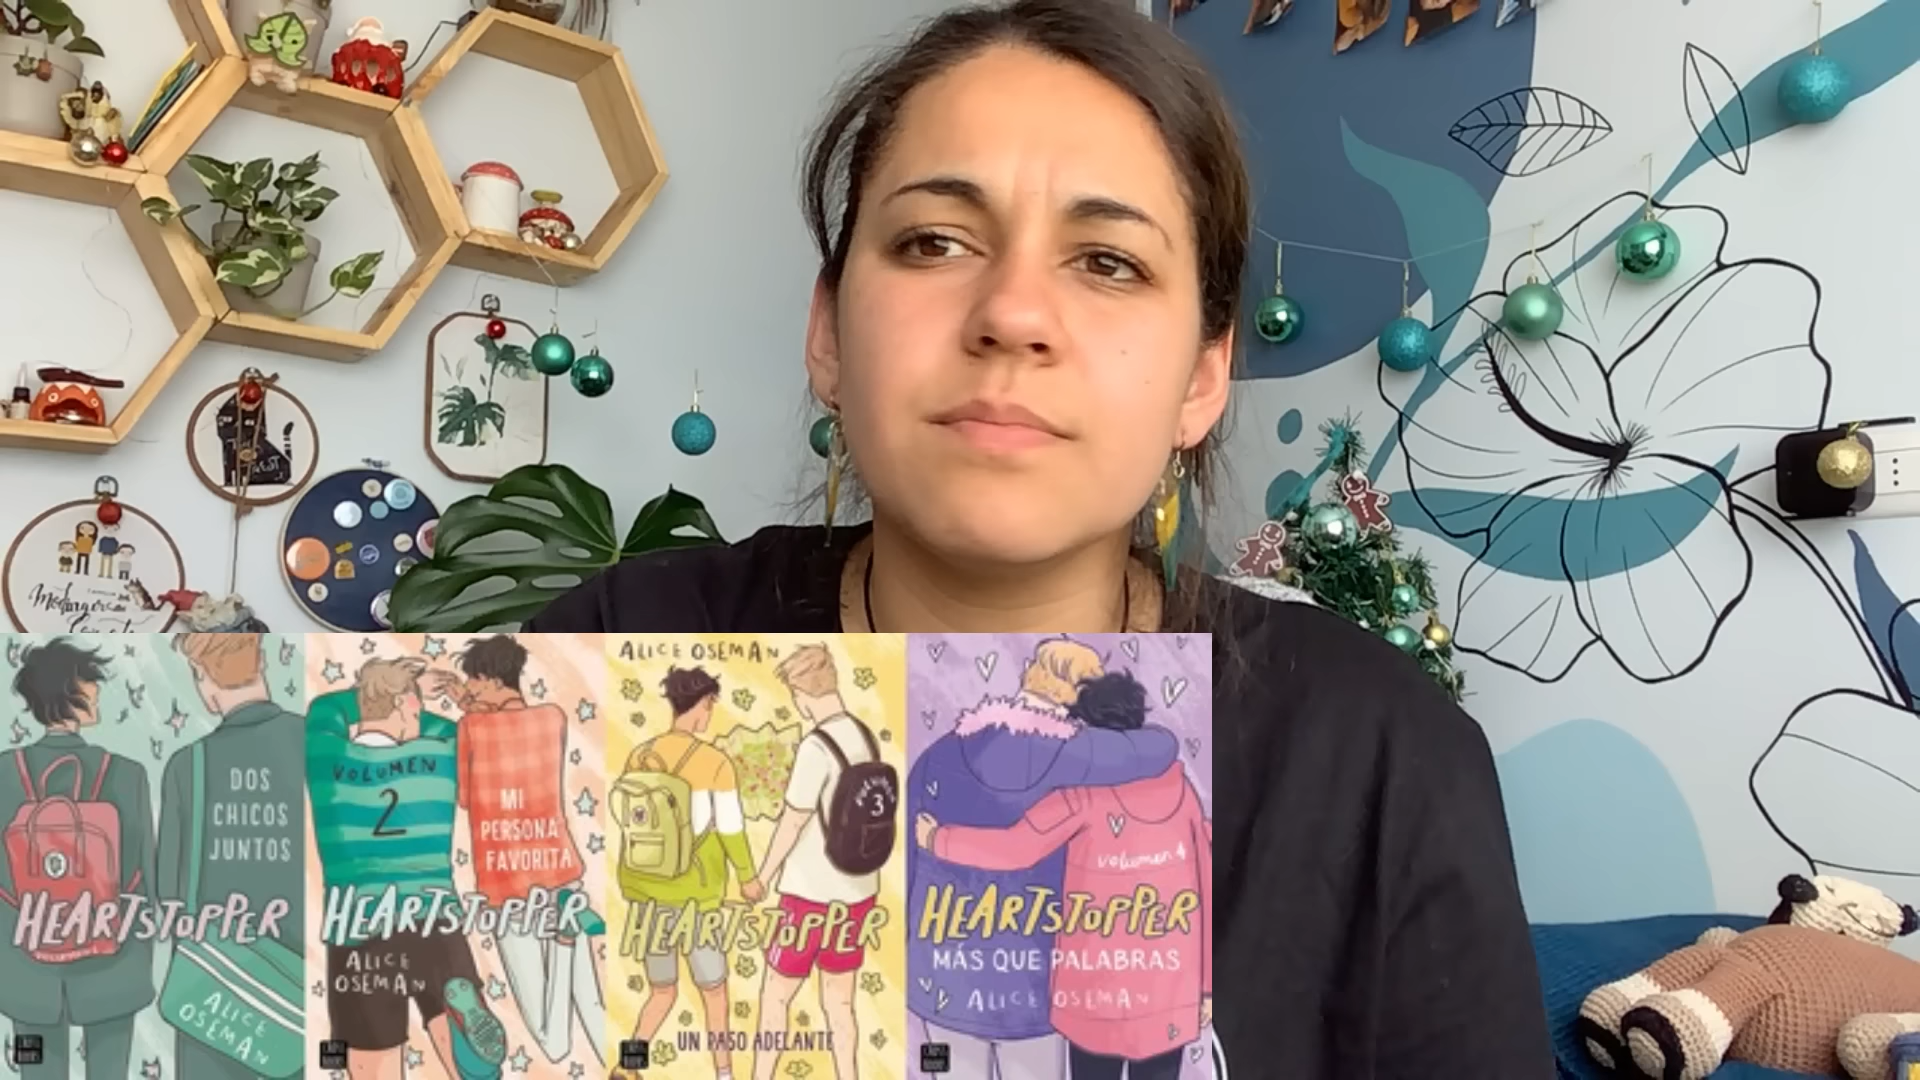 DOS
CHICOS
JUNTOS
HEARTSTOPPER
ALICE
OSEMAN
VOLUMEN
2
MI
PERSONA
FAVORITA
HEARTSTOPPER
ALICE
OSEMAN
ALICE OSEMAN
3
HEARTSTOPPER
UN PASO ADELANTE
volumen 4
HEARTSTOPPER
MÁS QUE PALABRAS
ALICE OSEMAN